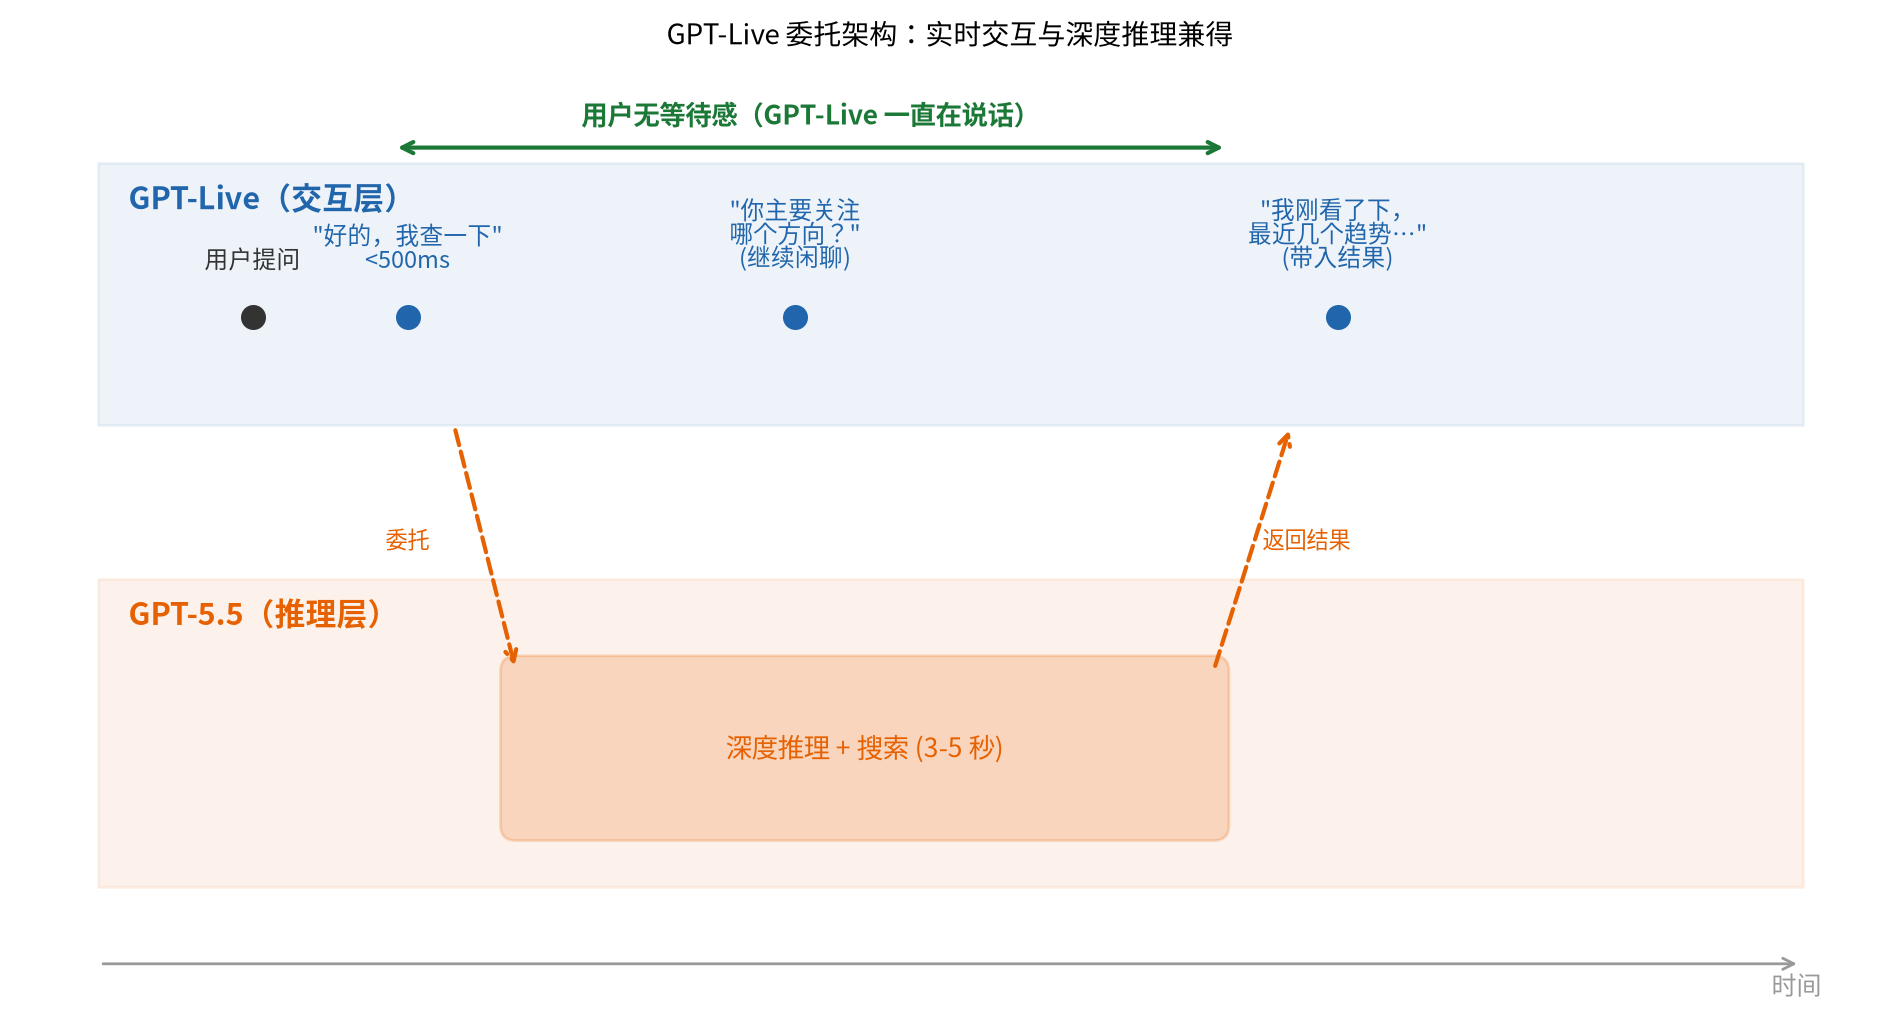 GPT-Live 委托架构：实时交互与深度推理兼得
用户无等待感（GPT-Live 一直在说话）
GPT-Live（交互层）
用户提问
"好的，我查一下"
<500ms
"你主要关注
哪个方向？"
(继续闲聊)
"我刚看了下，
最近几个趋势…"
(带入结果)
委托
返回结果
GPT-5.5（推理层）
深度推理 + 搜索 (3-5 秒)
时间